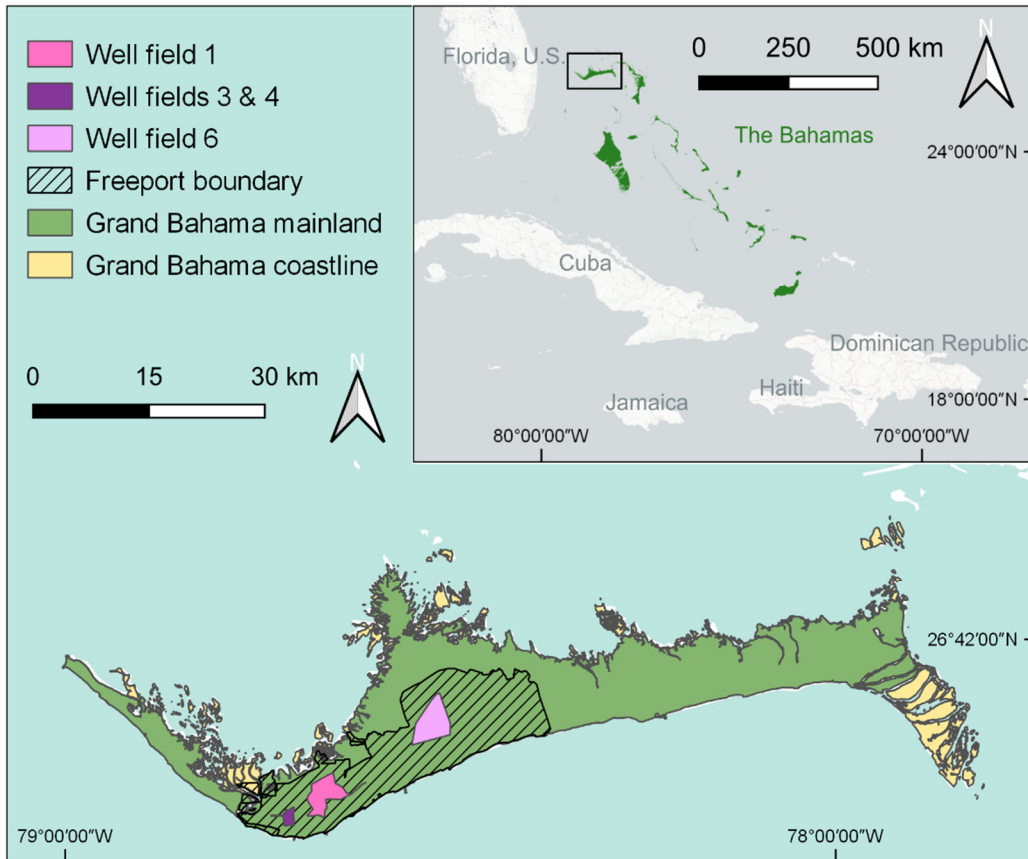 Well field 1
Well fields 3 & 4
Well field 6
Freeport boundary
Grand Bahama mainland
Grand Bahama coastline
0 15 30 km
N
Florida, U.S.
0 250 500 km
N
The Bahamas
24°00′00″N
Cuba
Dominican Republic
Haiti
Jamaica
18°00′00″N
80°00′00″W
70°00′00″W
26°42′00″N
79°00′00″W
78°00′00″W